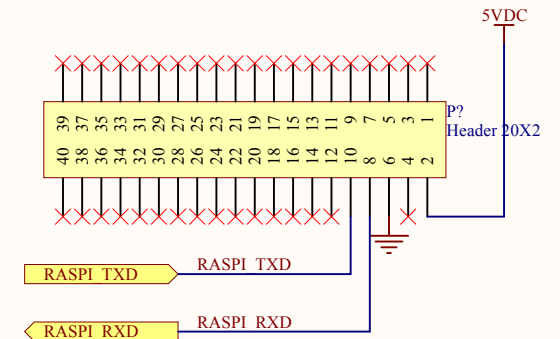 5VDC
39 37 35 33 31 29 27 25 23 21 19 17 15 13 11 9 7 5 3 1
P?
Header 20X2
40 38 36 34 32 30 28 26 24 22 20 18 16 14 12 10 8 6 4 2
RASPI_TXD RASPI_TXD
RASPI_RXD RASPI_RXD